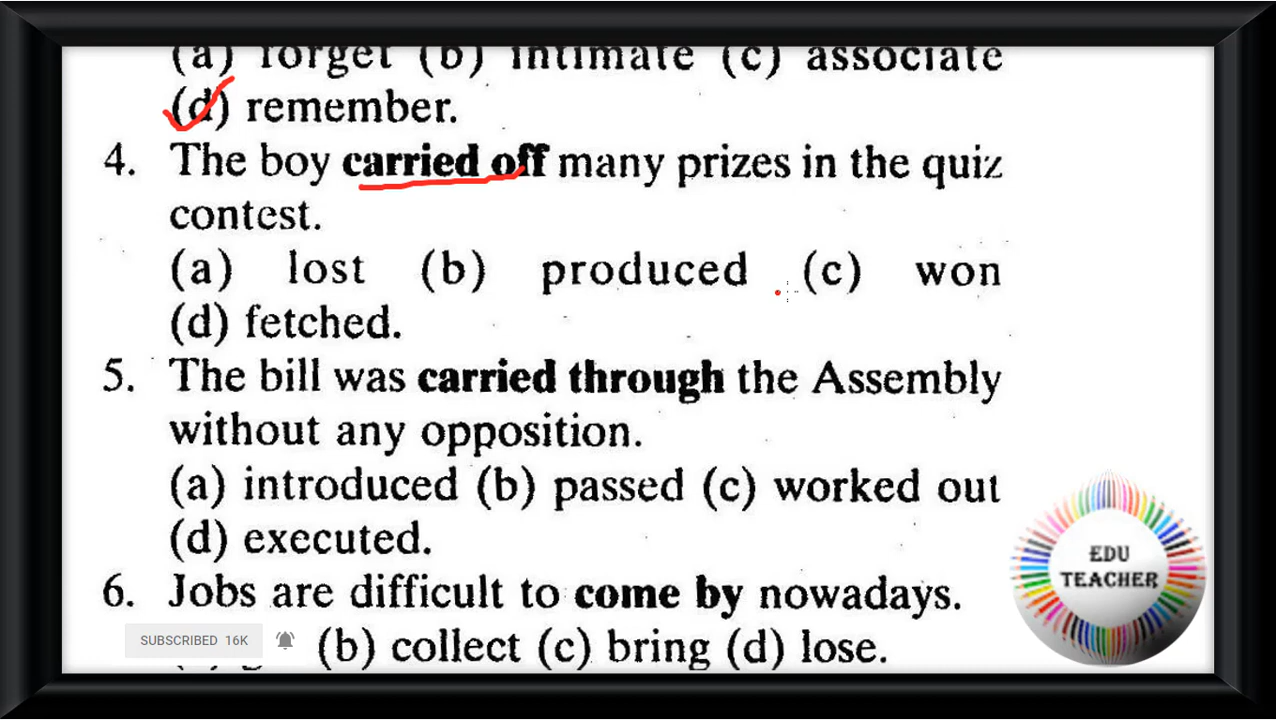 (a) forget (b) intimate (c) associate
(d) remember.
4. The boy carried off many prizes in the quiz
contest.
(a) lost (b) produced (c) won
(d) fetched.
5. The bill was carried through the Assembly
without any opposition.
(a) introduced (b) passed (c) worked out
(d) executed.
6. Jobs are difficult to come by nowadays.
(b) collect (c) bring (d) lose.
SUBSCRIBED 16K
EDU
TEACHER